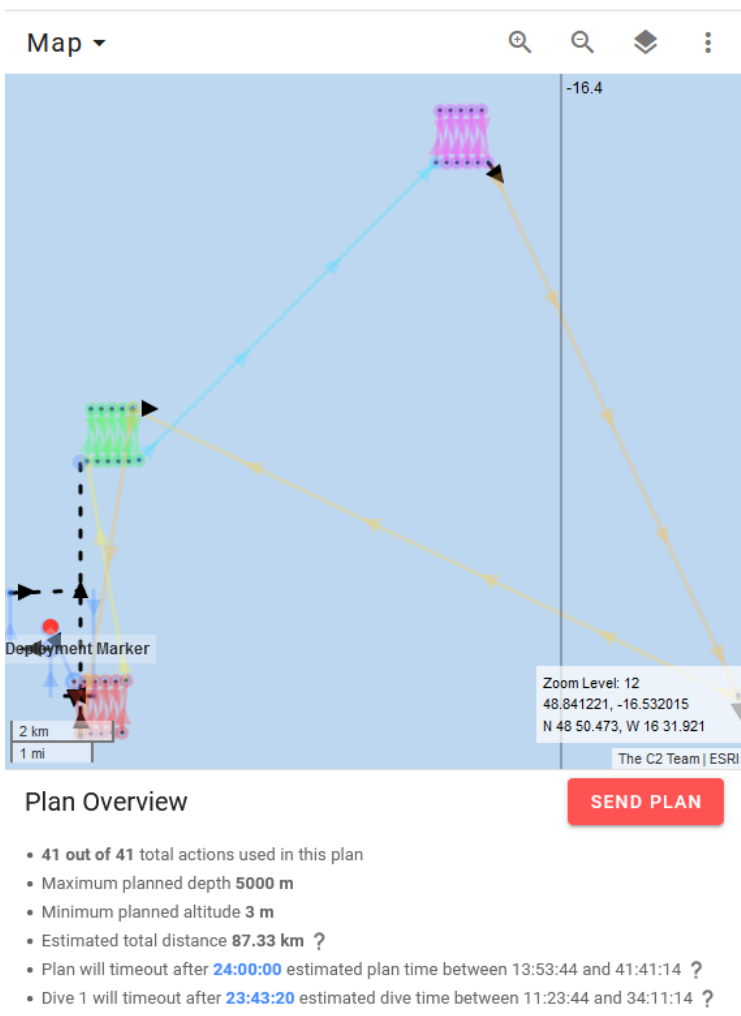 Map
-16.4
Deployment Marker
Zoom Level: 12
48.841221, -16.532015
N 48 50.473, W 16 31.921
2 km
1 mi
The C2 Team | ESRI
Plan Overview
SEND PLAN
• 41 out of 41 total actions used in this plan
• Maximum planned depth 5000 m
• Minimum planned altitude 3 m
• Estimated total distance 87.33 km ?
• Plan will timeout after 24:00:00 estimated plan time between 13:53:44 and 41:41:14 ?
• Dive 1 will timeout after 23:43:20 estimated dive time between 11:23:44 and 34:11:14 ?